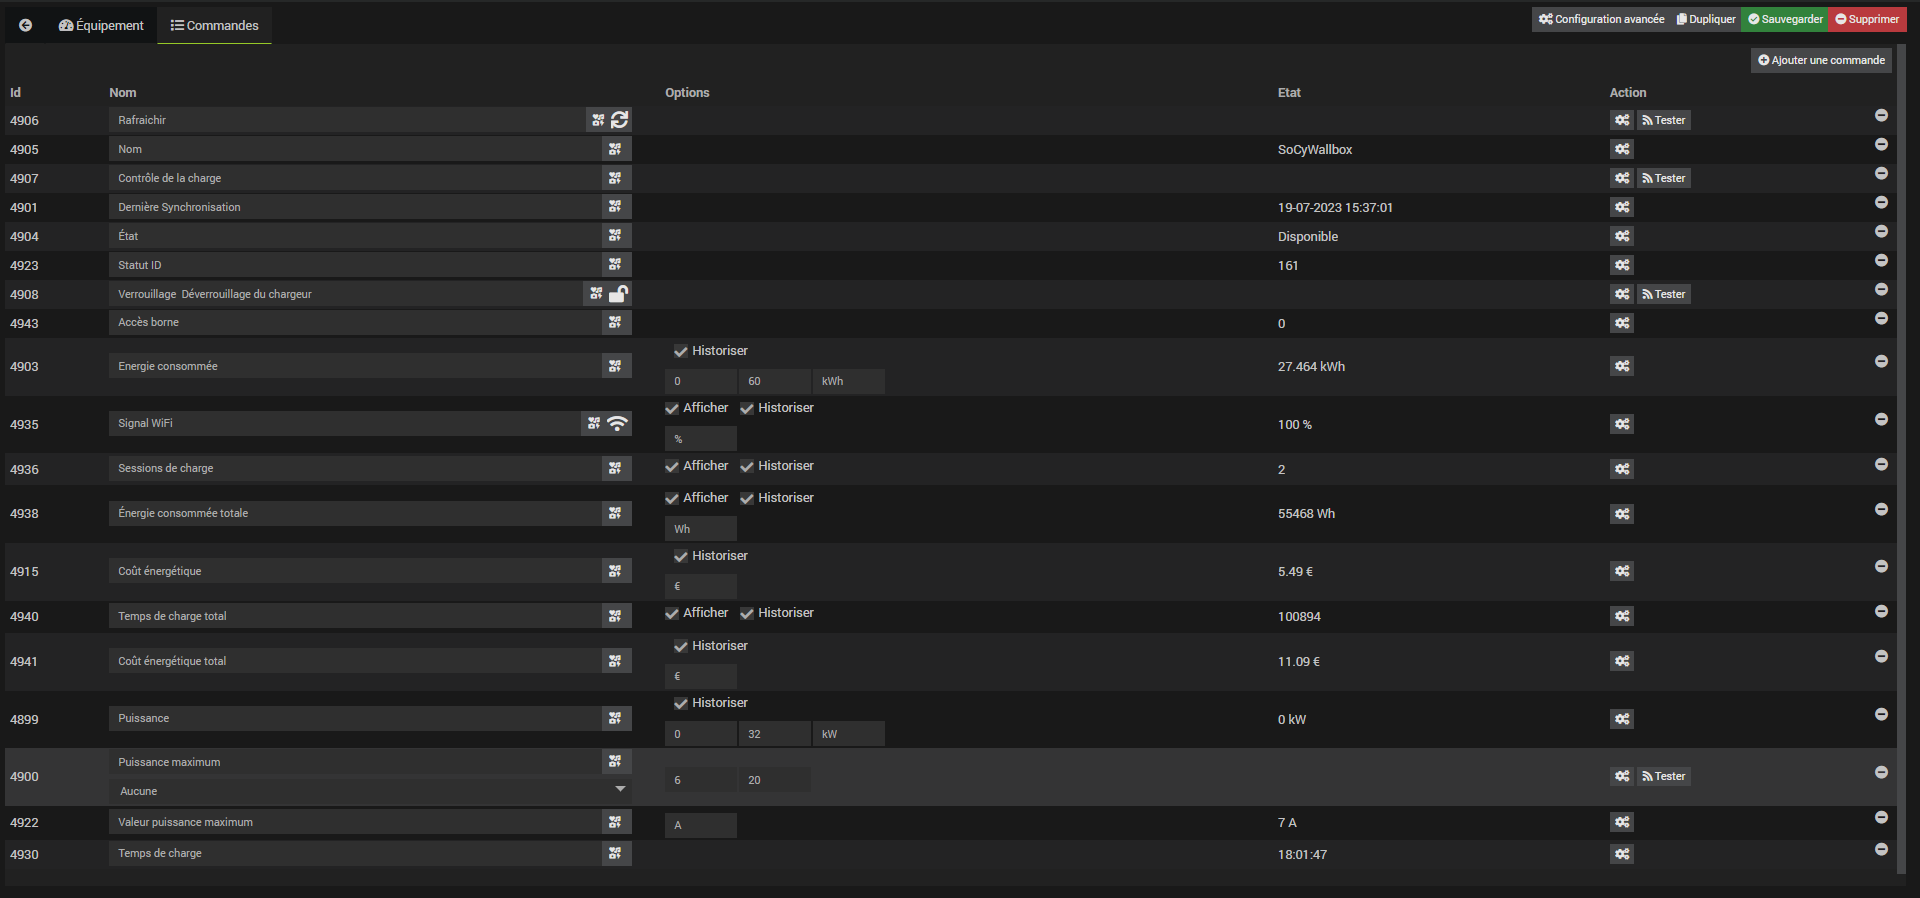 Équipement Commandes Configuration avancée Dupliquer Sauvegarder Supprimer
Ajouter une commande
Id Nom Options Etat Action
4906 Rafraichir Tester
4905 Nom SoCyWallbox
4907 Contrôle de la charge Tester
4901 Dernière Synchronisation 19-07-2023 15:37:01
4904 État Disponible
4923 Statut ID 161
4908 Verrouillage Déverrouillage du chargeur Tester
4943 Accès borne 0
Historiser
4903 Energie consommée 27.464 kWh
0 60 kWh
Afficher Historiser
4935 Signal WiFi 100 %
%
4936 Sessions de charge Afficher Historiser 2
Afficher Historiser
4938 Énergie consommée totale 55468 Wh
Wh
Historiser
4915 Coût énergétique 5.49 €
€
4940 Temps de charge total Afficher Historiser 100894
Historiser
4941 Coût énergétique total 11.09 €
€
Historiser
4899 Puissance 0 kW
0 32 kW
Puissance maximum
4900 6 20 Tester
Aucune
4922 Valeur puissance maximum A 7 A
4930 Temps de charge 18:01:47